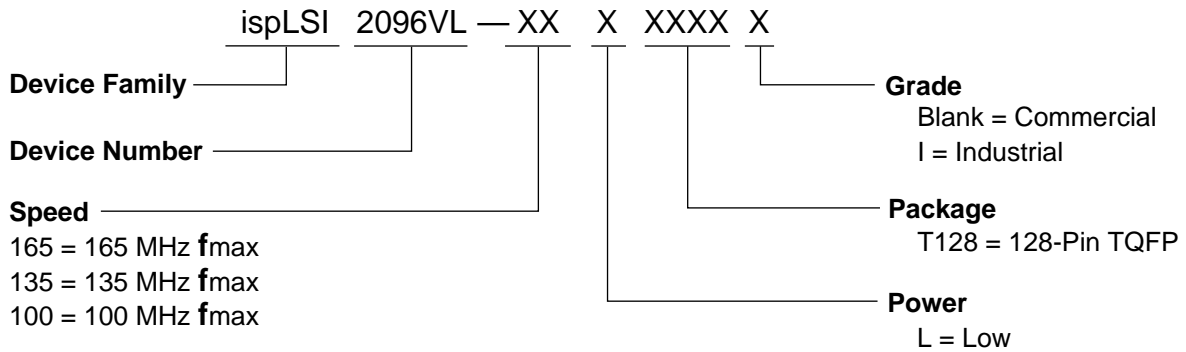 ispLSI 2096VL — XX X XXXX X
Device Family
Device Number
Speed
165 = 165 MHz fmax
135 = 135 MHz fmax
100 = 100 MHz fmax
Grade
Blank = Commercial
I = Industrial
Package
T128 = 128-Pin TQFP
Power
L = Low